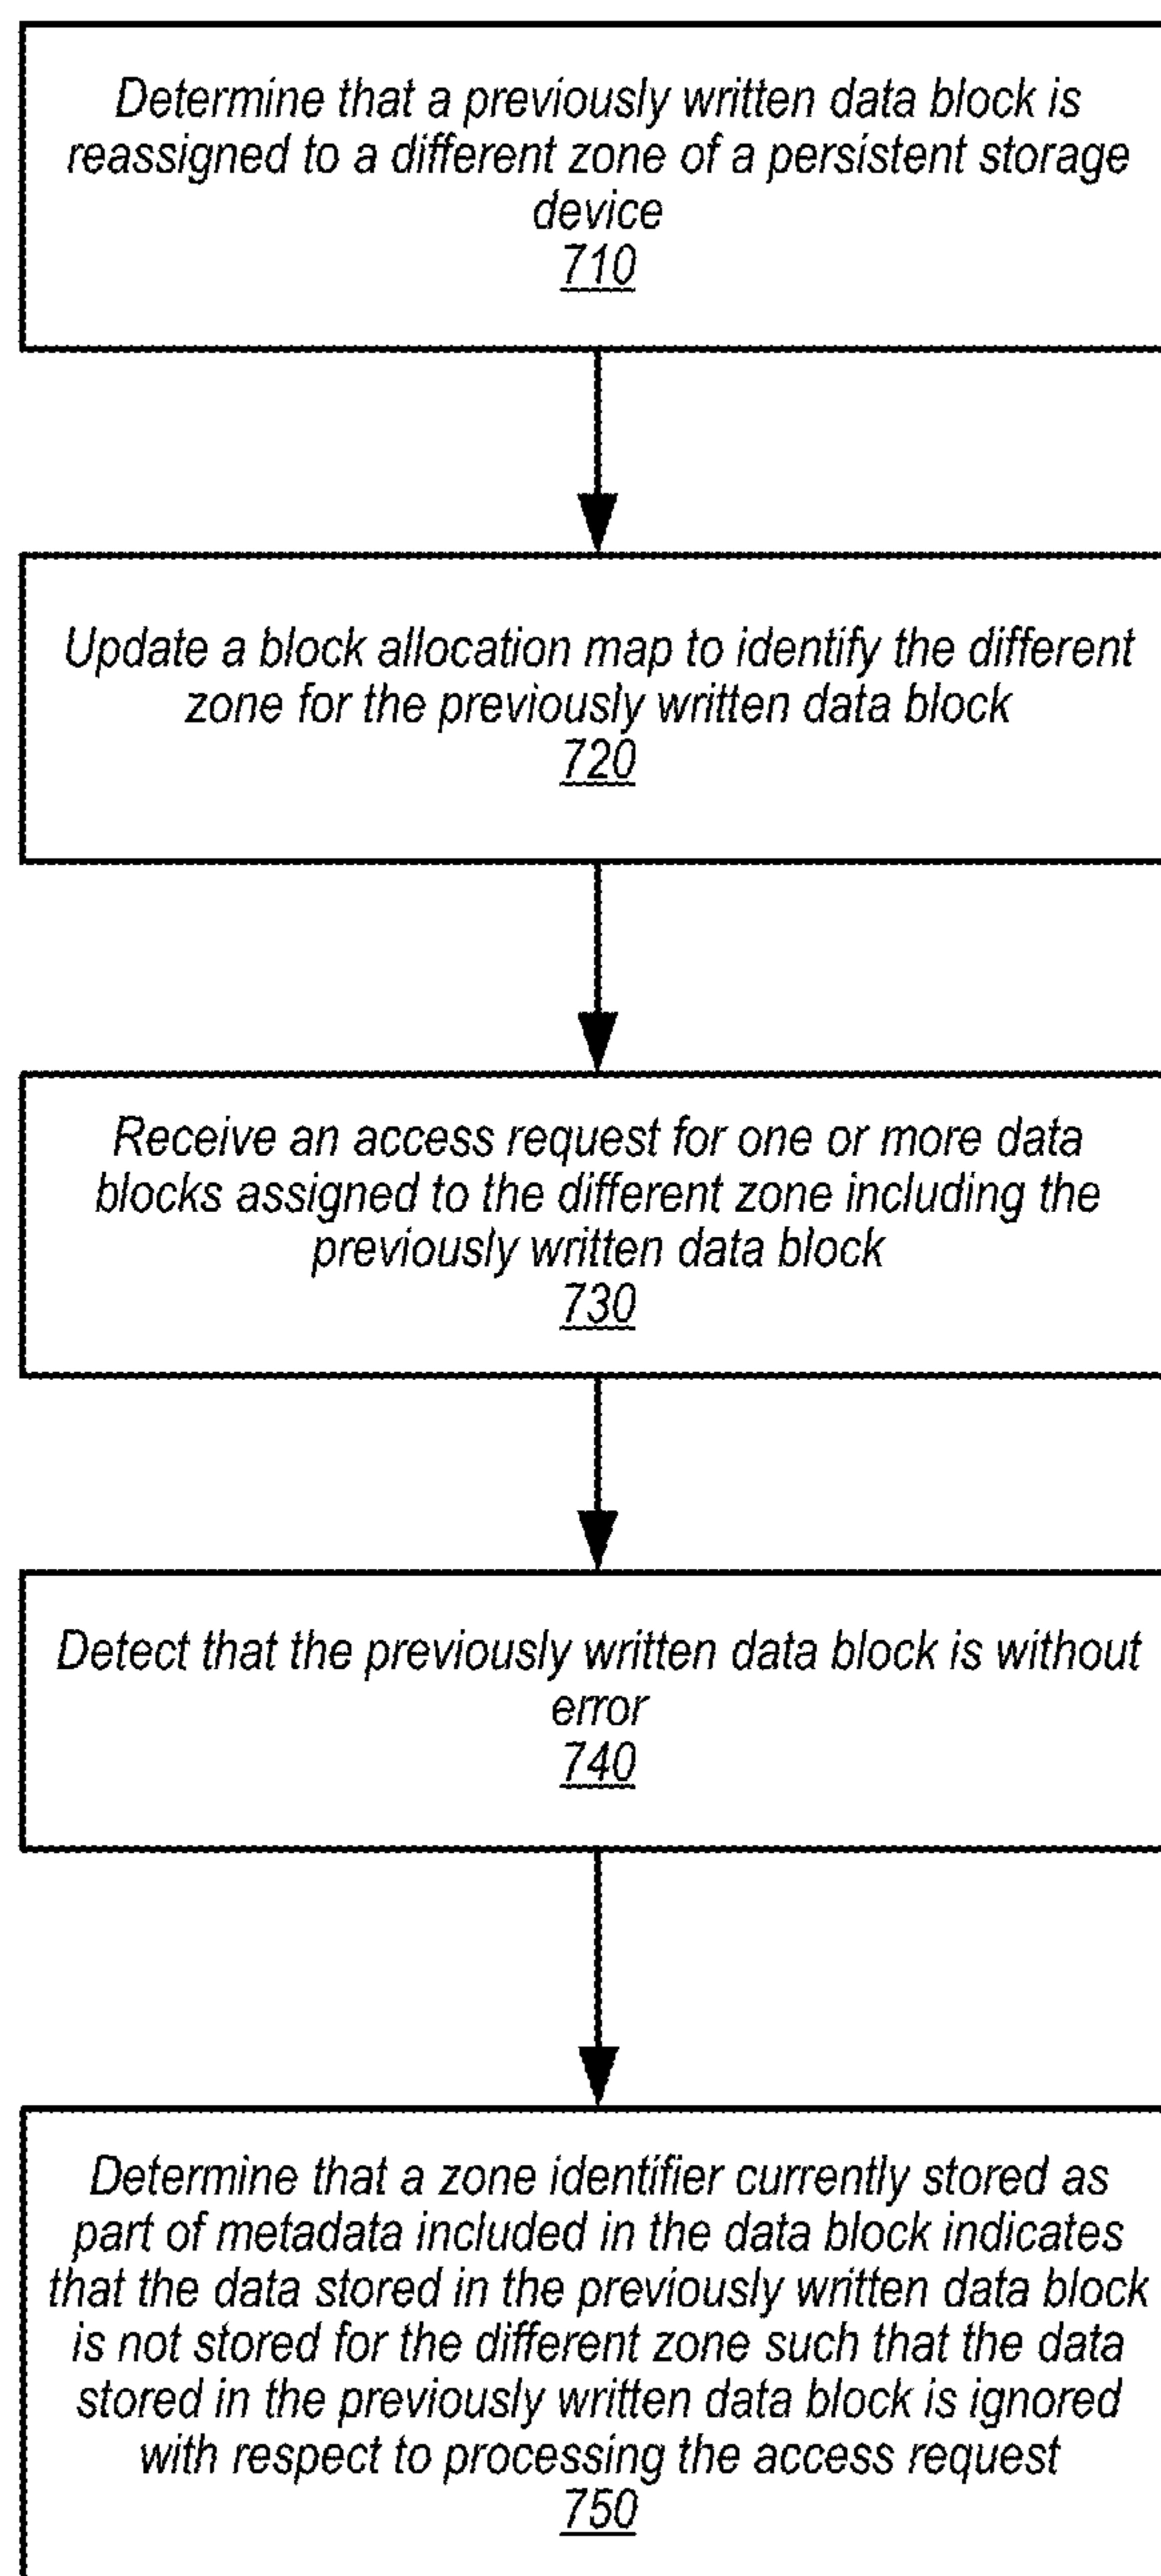 Determine that a previously written data block is
reassigned to a different zone of a persistent storage
device
710
Update a block allocation map to identify the different
zone for the previously written data block
720
Receive an access request for one or more data
blocks assigned to the different zone including the
previously written data block
730
Detect that the previously written data block is without
error
740
Determine that a zone identifier currently stored as
part of metadata included in the data block indicates
that the data stored in the previously written data block
is not stored for the different zone such that the data
stored in the previously written data block is ignored
with respect to processing the access request
750